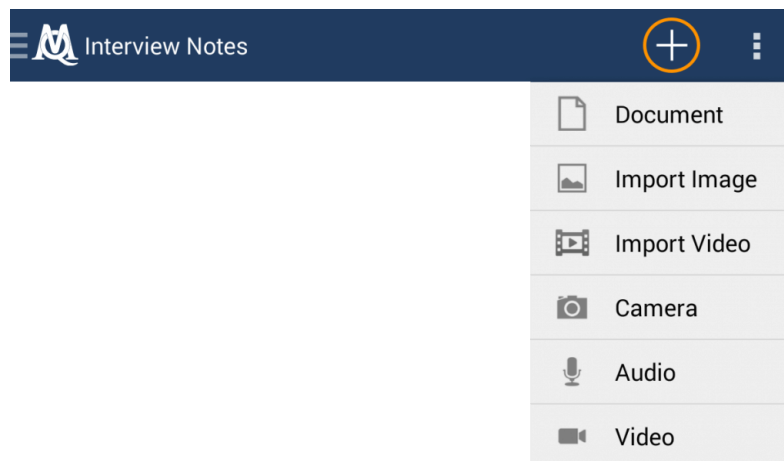 Interview Notes
Document
Import Image
Import Video
Camera
Audio
Video